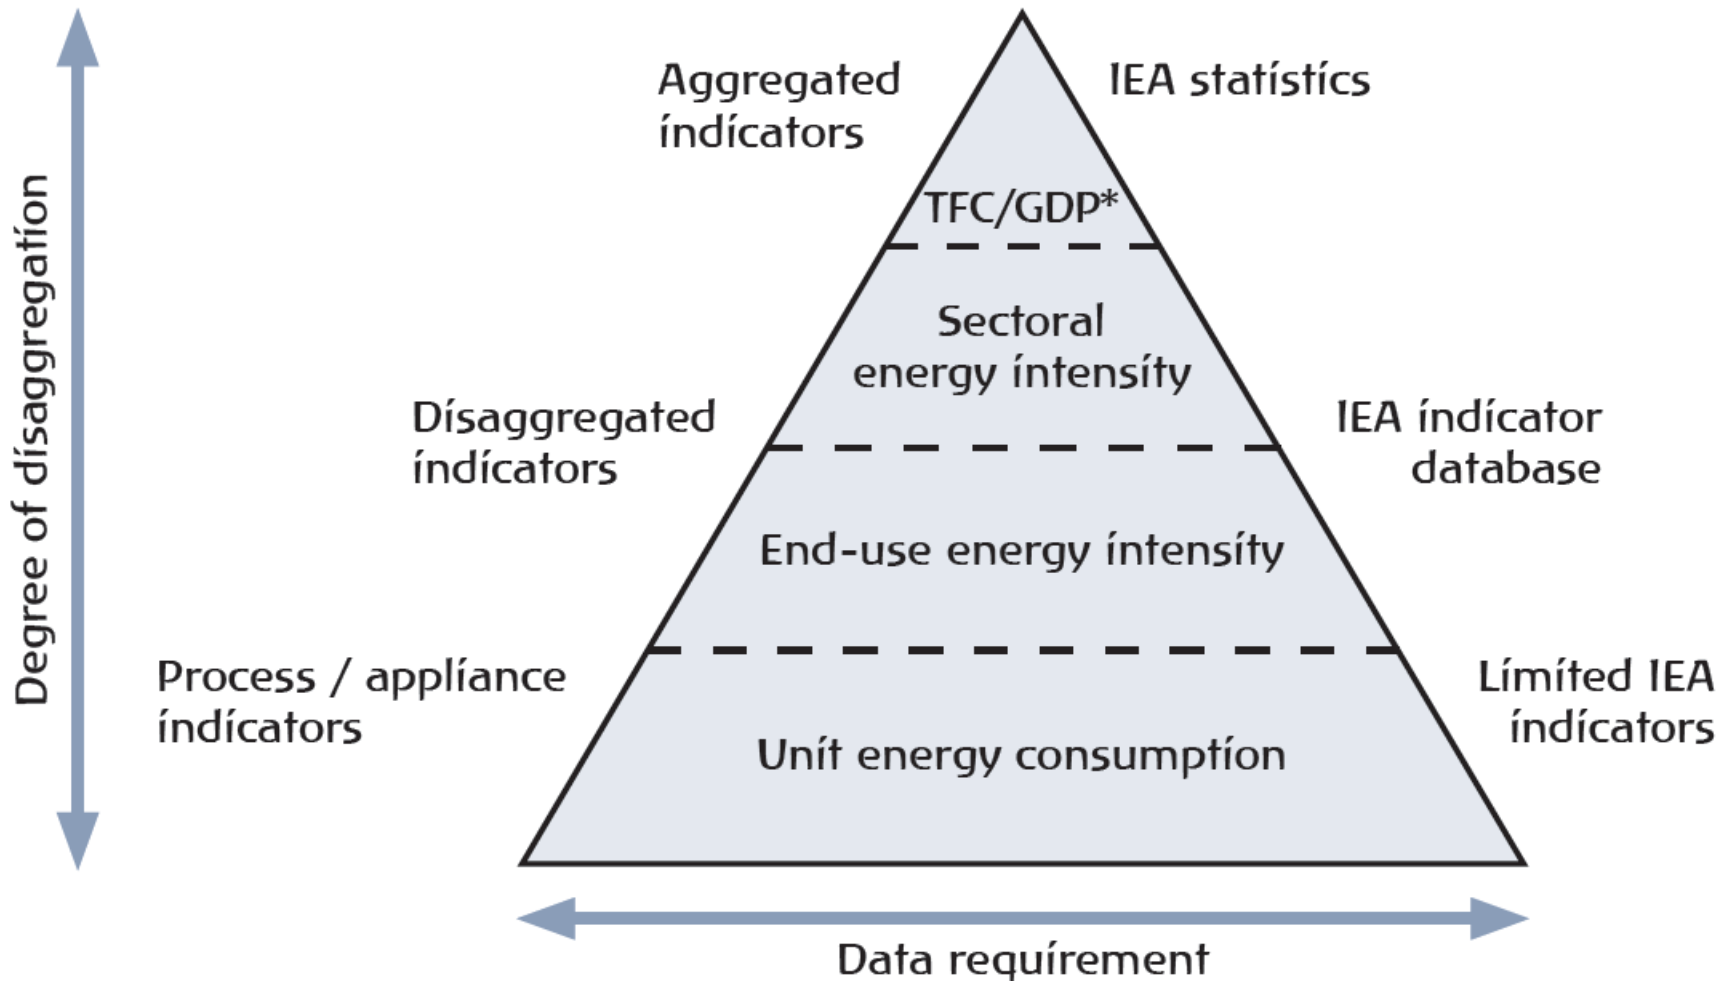 Aggregated
indicators
IEA statistics
TFC/GDP*
Sectoral
energy intensity
Disaggregated
indicators
IEA indicator
database
End-use energy intensity
Process / appliance
indicators
Limited IEA
indicators
Unit energy consumption
Degree of disaggregation
Data requirement